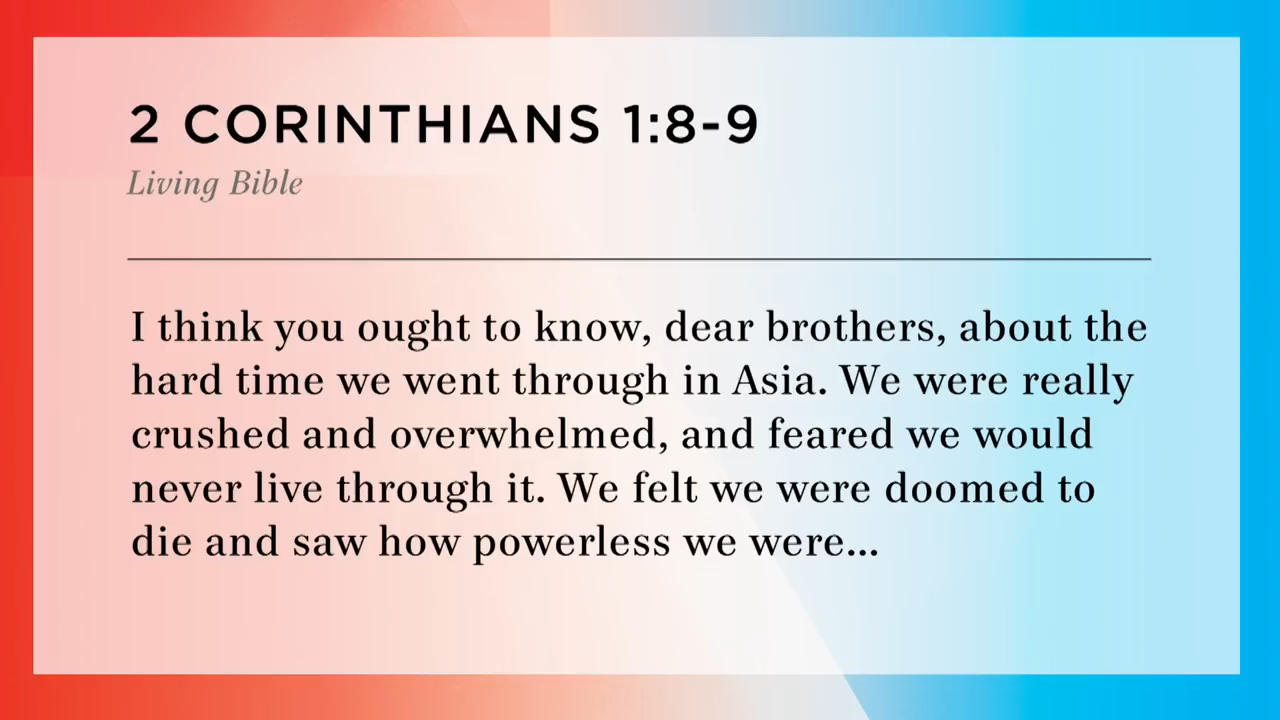 2 CORINTHIANS 1:8-9
Living Bible
I think you ought to know, dear brothers, about the
hard time we went through in Asia. We were really
crushed and overwhelmed, and feared we would
never live through it. We felt we were doomed to
die and saw how powerless we were...